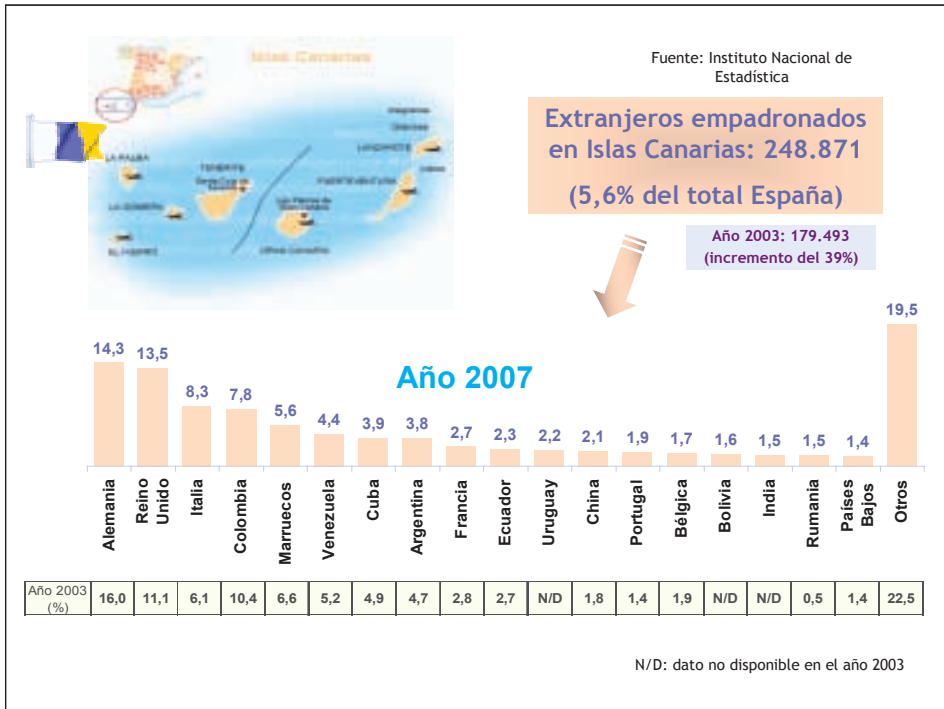 Fuente: Instituto Nacional de
Estadística
Islas Canarias
Extranjeros empadronados
en Islas Canarias: 248.871
(5,6% del total España)
Año 2003: 179.493
(incremento del 39%)
LA PALMA
TENERIFE
LANZAROTE
FUERTEVENTURA
LA GOMERA
EL HIERRO
Año 2007
14,3 13,5 8,3 7,8 5,6 4,4 3,9 3,8 2,7 2,3 2,2 2,1 1,9 1,7 1,6 1,5 1,5 1,4 19,5
Alemania
Reino
Unido
Italia
Colombia
Marruecos
Venezuela
Cuba
Argentina
Francia
Ecuador
Uruguay
China
Portugal
Bélgica
Bolivia
India
Rumania
Países
Bajos
Otros
Año 2003
(%)
16,0 11,1 6,1 10,4 6,6 5,2 4,9 4,7 2,8 2,7 N/D 1,8 1,4 1,9 N/D N/D 0,5 1,4 22,5
N/D: dato no disponible en el año 2003